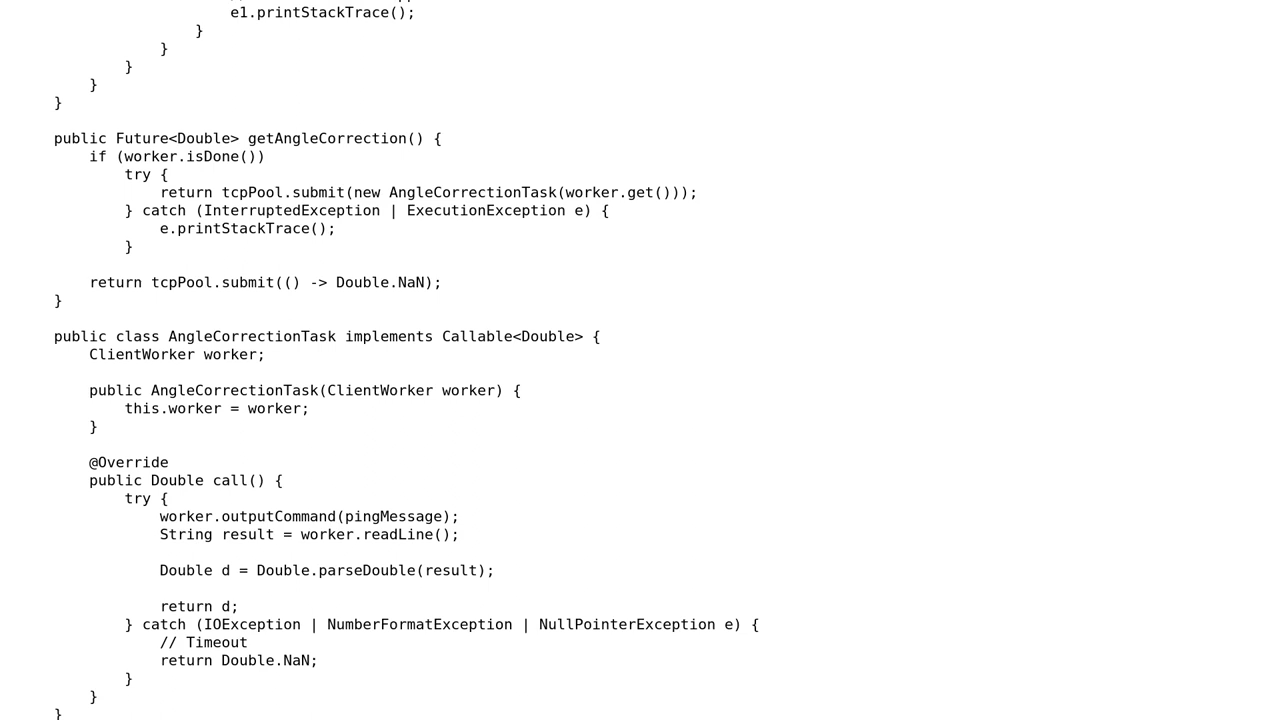 e1.printStackTrace();
}
}
}
}
}
public Future<Double> getAngleCorrection() {
if (worker.isDone())
try {
return tcpPool.submit(new AngleCorrectionTask(worker.get()));
} catch (InterruptedException | ExecutionException e) {
e.printStackTrace();
}
return tcpPool.submit(() -> Double.NaN);
}
public class AngleCorrectionTask implements Callable<Double> {
ClientWorker worker;
public AngleCorrectionTask(ClientWorker worker) {
this.worker = worker;
}
@Override
public Double call() {
try {
worker.outputCommand(pingMessage);
String result = worker.readLine();
Double d = Double.parseDouble(result);
return d;
} catch (IOException | NumberFormatException | NullPointerException e) {
// Timeout
return Double.NaN;
}
}
}